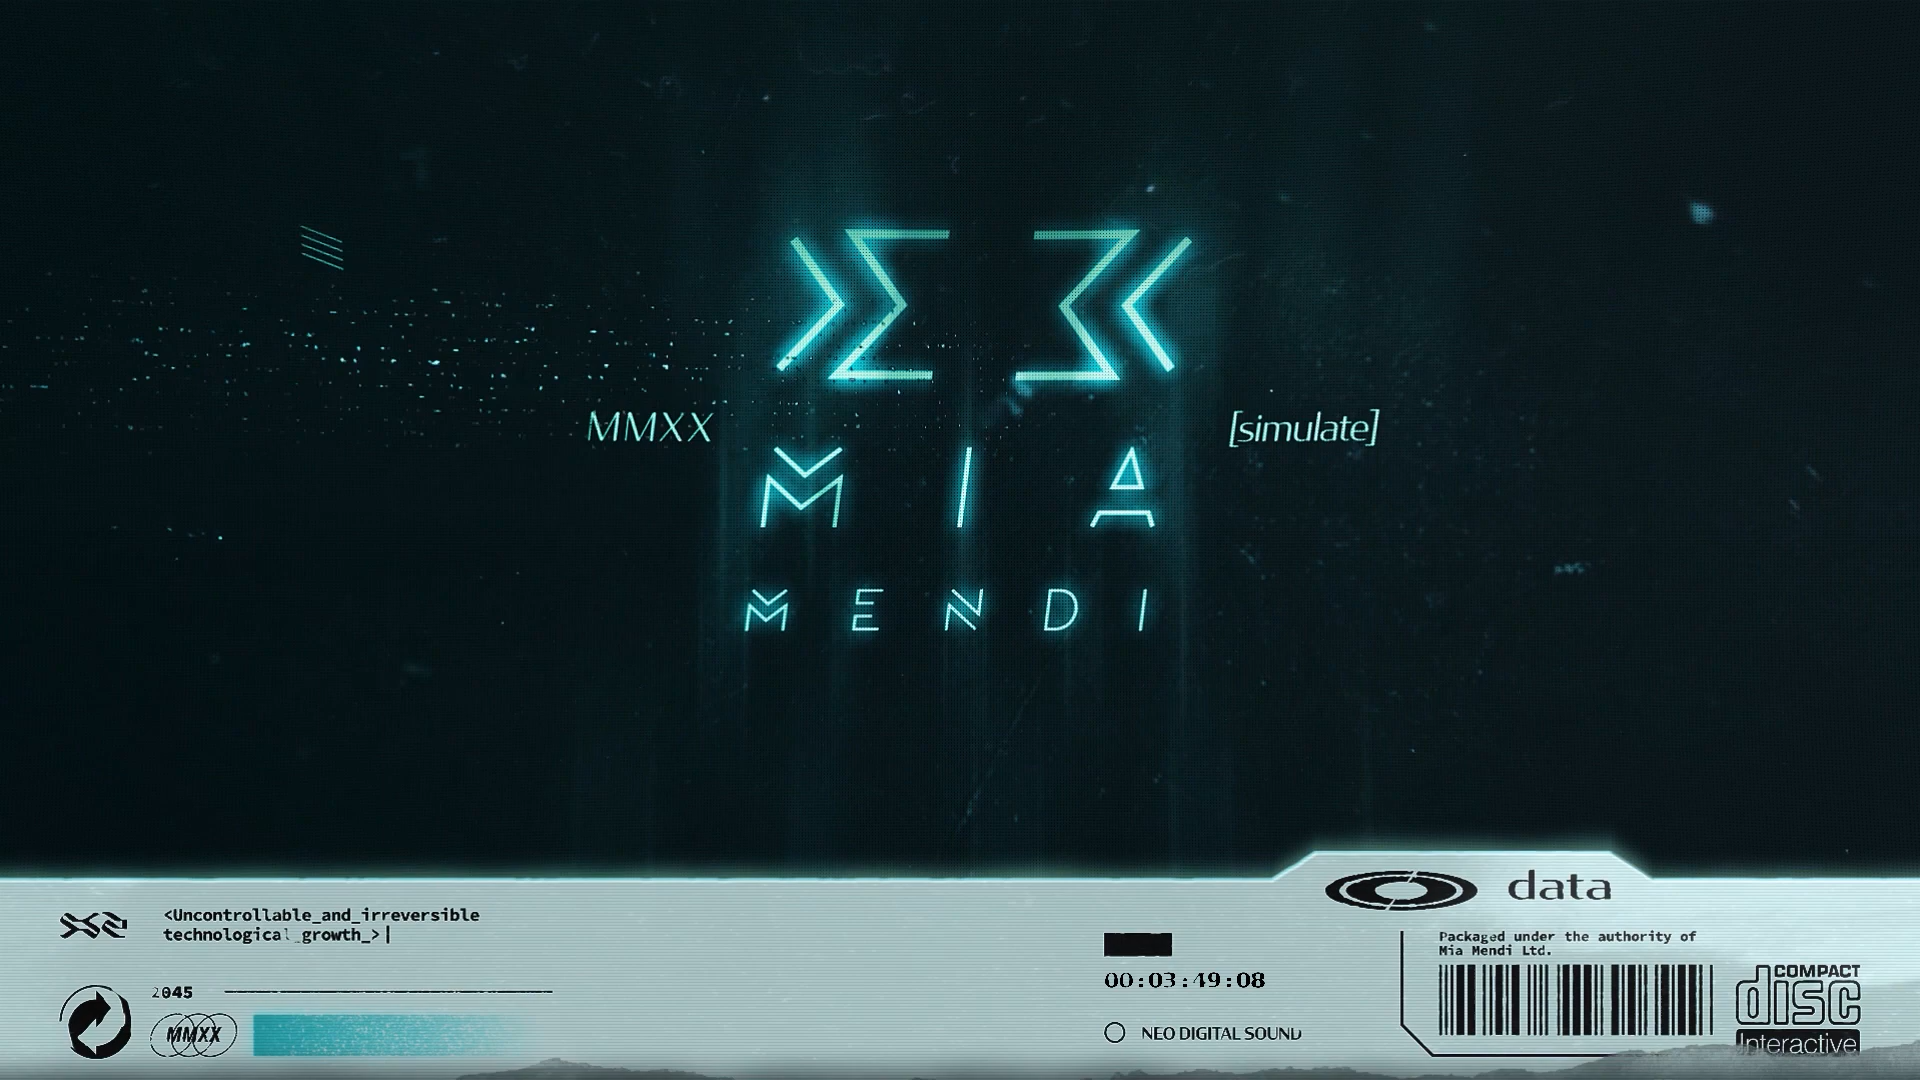 MMXX
[simulate]
MIA
MENDI
data
<Uncontrollable_and_irreversible
technological_growth_>|
Packaged under the authority of
Mia Mendi Ltd.
00:03:49:08
2045
MMXX
NEO DIGITAL SOUND
COMPACT
disc
Interactive